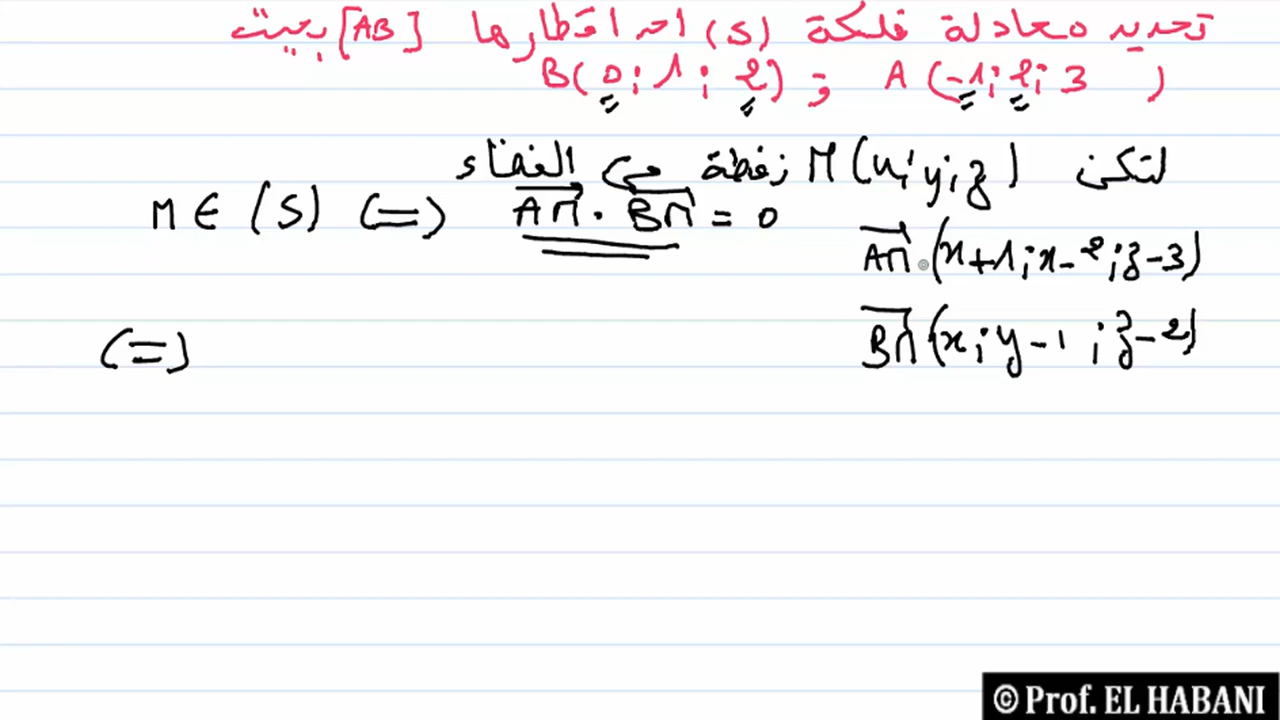 تحديد معادلة فلكة (S) احد اقطارها [AB] بحيث
A(-1; 2; 3) و B(0; 1; 2)
لتكن M(x; y; z) نقطة من الفضاء
M ∈ (S) (=) AM . BM = 0
AM (x+1; x-2; z-3)
BM (x; y-1; z-2)
(=)
© Prof. EL HABANI